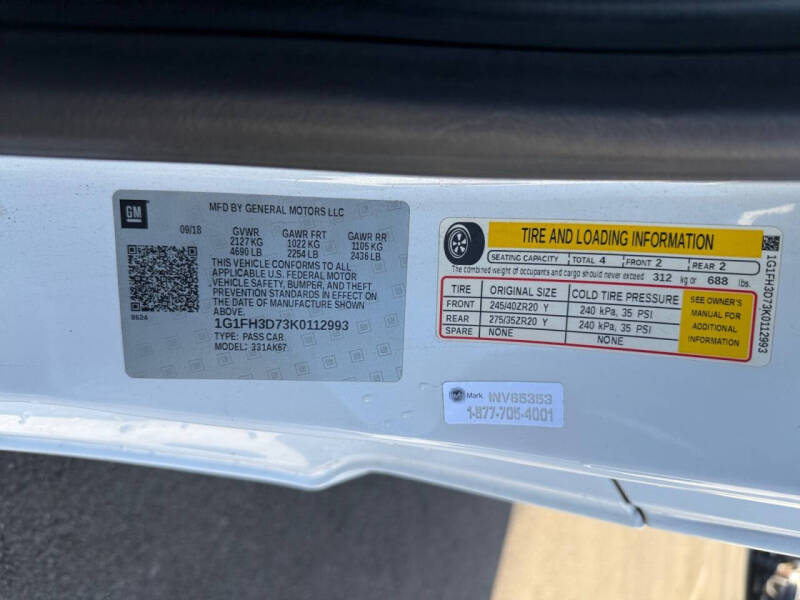 GM
MFD BY GENERAL MOTORS LLC
09/18 GVWR GAWR FRT GAWR RR
2127 KG 1022 KG 1105 KG
4690 LB 2254 LB 2436 LB
THIS VEHICLE CONFORMS TO ALL
APPLICABLE U.S. FEDERAL MOTOR
VEHICLE SAFETY, BUMPER, AND THEFT
PREVENTION STANDARDS IN EFFECT ON
THE DATE OF MANUFACTURE SHOWN
ABOVE.
8624
1G1FH3D73K0112993
TYPE: PASS CAR
MODEL: 331AK67
TIRE AND LOADING INFORMATION
SEATING CAPACITY TOTAL 4 FRONT 2 REAR 2
The combined weight of occupants and cargo should never exceed 312 kg or 688 lbs.
TIRE ORIGINAL SIZE COLD TIRE PRESSURE
FRONT 245/40ZR20 Y 240 kPa, 35 PSI
REAR 275/35ZR20 Y 240 kPa, 35 PSI
SPARE NONE NONE
SEE OWNER'S
MANUAL FOR
ADDITIONAL
INFORMATION
1G1FH3D73K0112993
Mark INV65353
1-877-705-4001